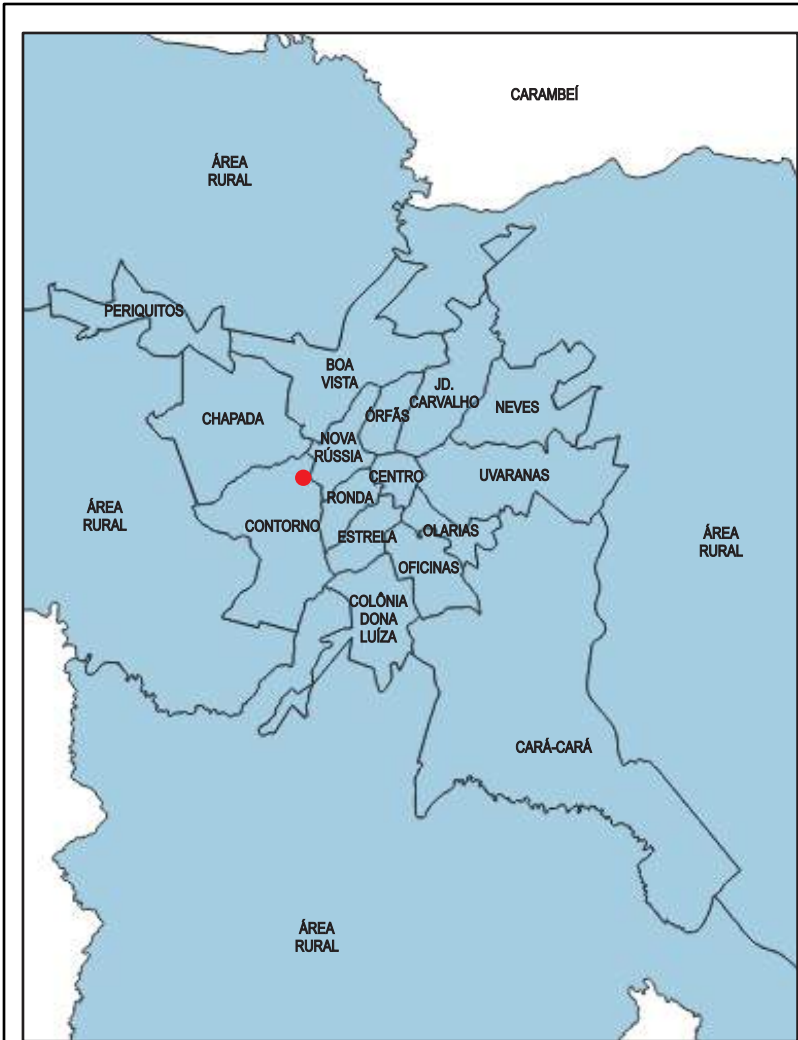 CARAMBEÍ
ÁREA
RURAL
PERIQUITOS
BOA
VISTA
JD.
CARVALHO
CHAPADA
ÓRFÃS
NEVES
NOVA
RÚSSIA
CENTRO
UVARANAS
RONDA
ÁREA
RURAL
CONTORNO
ESTRELA
OLARIAS
ÁREA
RURAL
OFICINAS
COLÔNIA
DONA
LUÍZA
CARÁ-CARÁ
ÁREA
RURAL